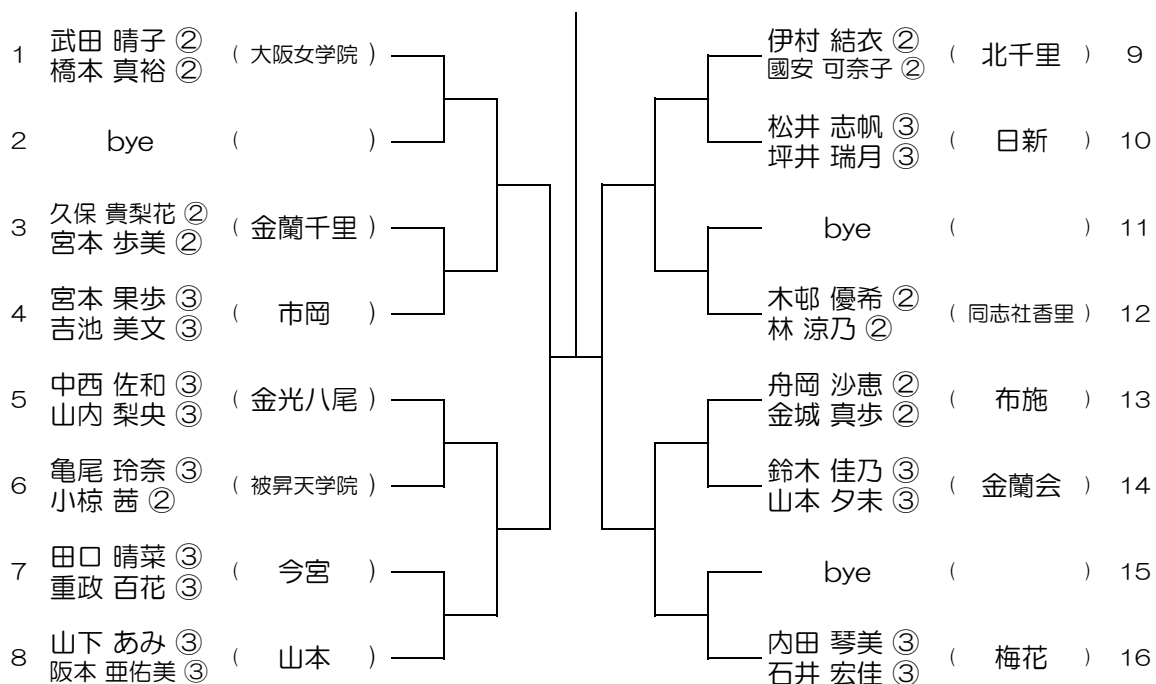 1 武田 晴子 ② ( 大阪女学院 )
橋本 真裕 ②
2 bye ( )
3 久保 貴梨花 ② ( 金蘭千里 )
宮本 歩美 ②
4 宮本 果歩 ③ ( 市岡 )
吉池 美文 ③
5 中西 佐和 ③ ( 金光八尾 )
山内 梨央 ③
6 亀尾 玲奈 ③ ( 被昇天学院 )
小椋 茜 ②
7 田口 晴菜 ③ ( 今宮 )
重政 百花 ③
8 山下 あみ ③ ( 山本 )
阪本 亜佑美 ③
伊村 結衣 ② ( 北千里 ) 9
國安 可奈子 ②
松井 志帆 ③ ( 日新 ) 10
坪井 瑞月 ③
bye ( ) 11
木邨 優希 ② ( 同志社香里 ) 12
林 涼乃 ②
舟岡 沙恵 ② ( 布施 ) 13
金城 真歩 ②
鈴木 佳乃 ③ ( 金蘭会 ) 14
山本 夕未 ③
bye ( ) 15
内田 琴美 ③ ( 梅花 ) 16
石井 宏佳 ③